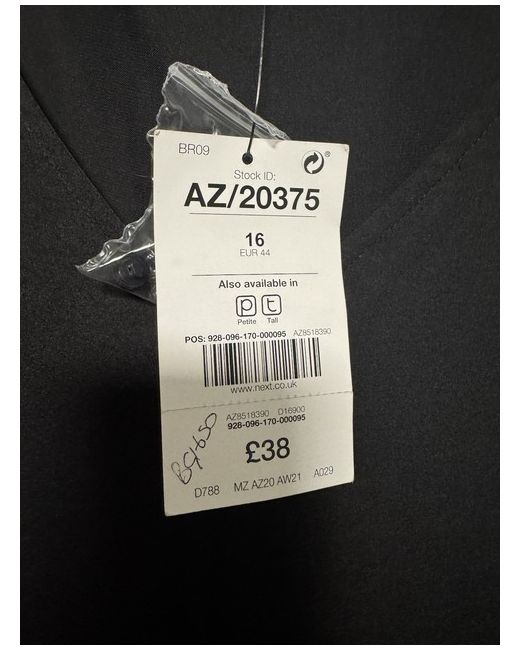 BR09
®
Stock ID:
AZ/20375
16
EUR 44
Also available in
p t
Petite Tall
POS: 928-096-170-000095 AZ8518390
www.next.co.uk
AZ8518390 D16900
928-096-170-000095
£38
D788 MZ AZ20 AW21 A029